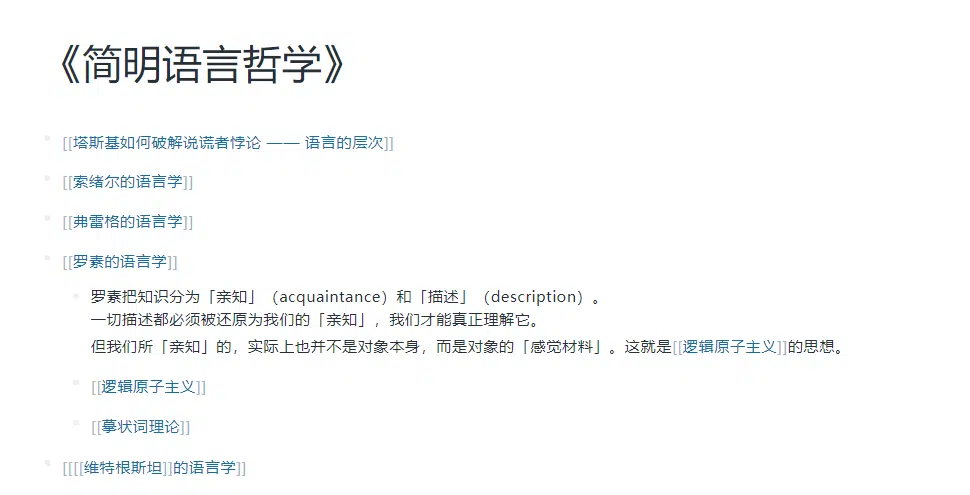 《简明语言哲学》
[[塔斯基如何破解说谎者悖论 —— 语言的层次]]
[[索绪尔的语言学]]
[[弗雷格的语言学]]
[[罗素的语言学]]
罗素把知识分为「亲知」（acquaintance）和「描述」（description）。
一切描述都必须被还原为我们的「亲知」，我们才能真正理解它。
但我们所「亲知」的，实际上也并不是对象本身，而是对象的「感觉材料」。这就是[[逻辑原子主义]]的思想。
[[逻辑原子主义]]
[[摹状词理论]]
[[[[维特根斯坦]]的语言学]]